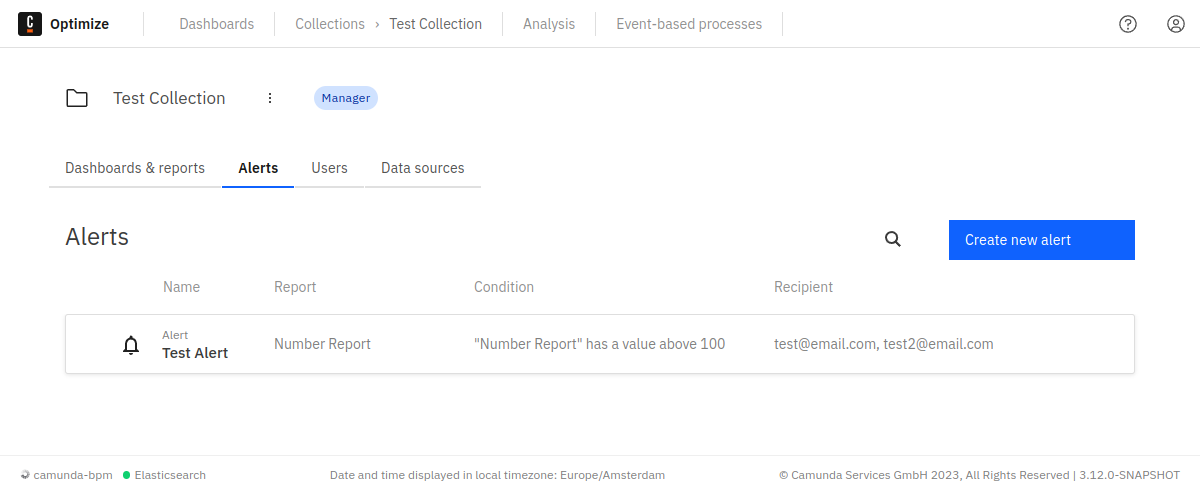 C Optimize Dashboards Collections › Test Collection Analysis Event-based processes
Test Collection Manager
Dashboards & reports Alerts Users Data sources
Alerts Create new alert
Name Report Condition Recipient
Alert
Test Alert Number Report "Number Report" has a value above 100 test@email.com, test2@email.com
camunda-bpm Elasticsearch Date and time displayed in local timezone: Europe/Amsterdam © Camunda Services GmbH 2023, All Rights Reserved | 3.12.0-SNAPSHOT